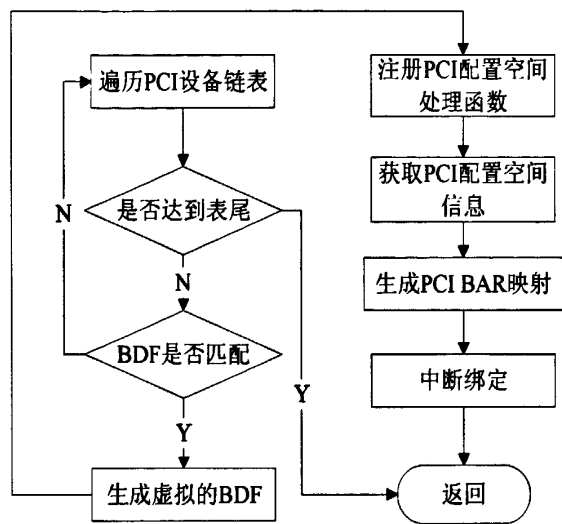 遍历PCI设备链表
是否达到表尾
N
N
BDF是否匹配
Y
生成虚拟的BDF
Y
注册PCI配置空间
处理函数
获取PCI配置空间
信息
生成PCI BAR映射
中断绑定
返回